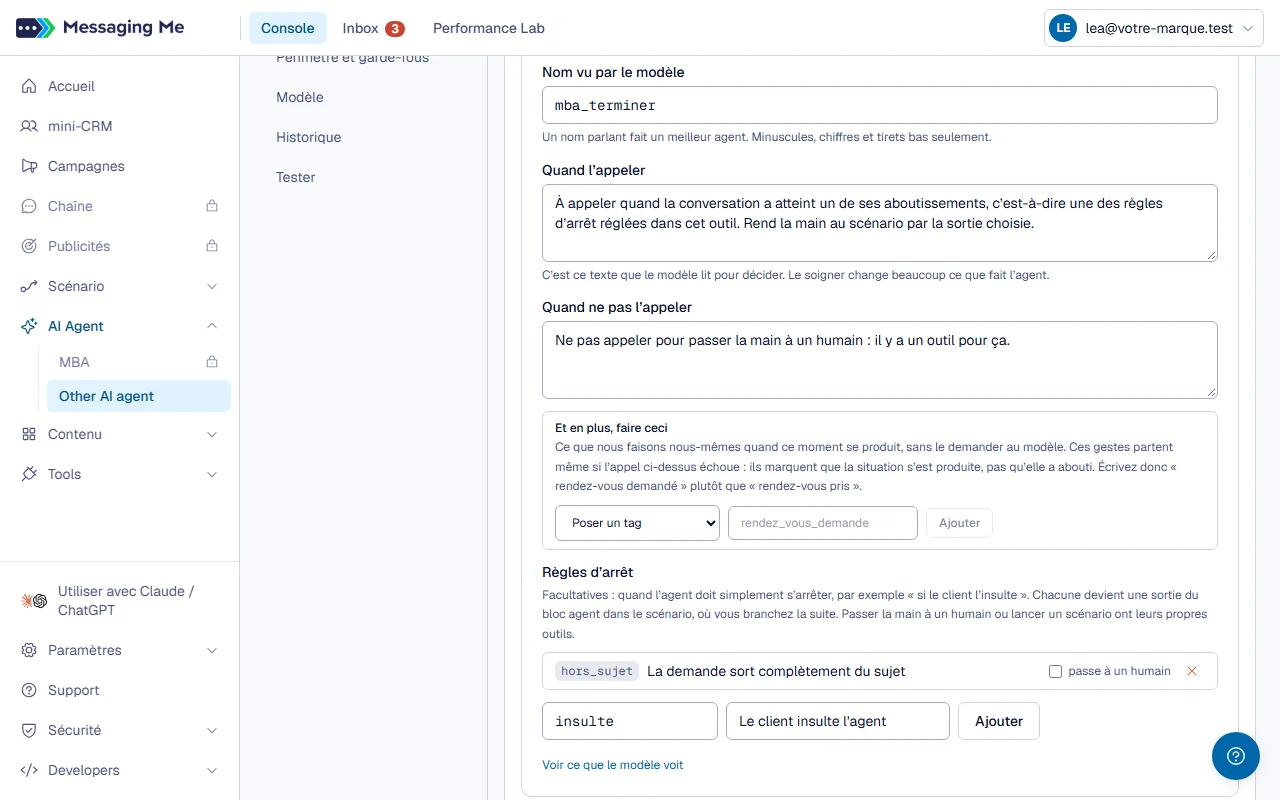 Messaging Me
Console
Inbox 3
Performance Lab
LE lea@votre-marque.test
Accueil
mini-CRM
Campagnes
Chaîne
Publicités
Scénario
AI Agent
MBA
Other AI agent
Contenu
Tools
Utiliser avec Claude /
ChatGPT
Paramètres
Support
Sécurité
Developers
Périmètre et garde-fous
Modèle
Historique
Tester
Nom vu par le modèle
mba_terminer
Un nom parlant fait un meilleur agent. Minuscules, chiffres et tirets bas seulement.
Quand l’appeler
À appeler quand la conversation a atteint un de ses aboutissements, c’est-à-dire une des règles
d’arrêt réglées dans cet outil. Rend la main au scénario par la sortie choisie.
C’est ce texte que le modèle lit pour décider. Le soigner change beaucoup ce que fait l’agent.
Quand ne pas l’appeler
Ne pas appeler pour passer la main à un humain : il y a un outil pour ça.
Et en plus, faire ceci
Ce que nous faisons nous-mêmes quand ce moment se produit, sans le demander au modèle. Ces gestes partent
même si l’appel ci-dessus échoue : ils marquent que la situation s’est produite, pas qu’elle a abouti. Écrivez donc «
rendez-vous demandé » plutôt que « rendez-vous pris ».
Poser un tag
rendez_vous_demande
Ajouter
Règles d’arrêt
Facultatives : quand l’agent doit simplement s’arrêter, par exemple « si le client l’insulte ». Chacune devient une sortie du
bloc agent dans le scénario, où vous branchez la suite. Passer la main à un humain ou lancer un scénario ont leurs propres
outils.
hors_sujet La demande sort complètement du sujet
passe à un humain
insulte
Le client insulte l’agent
Ajouter
Voir ce que le modèle voit